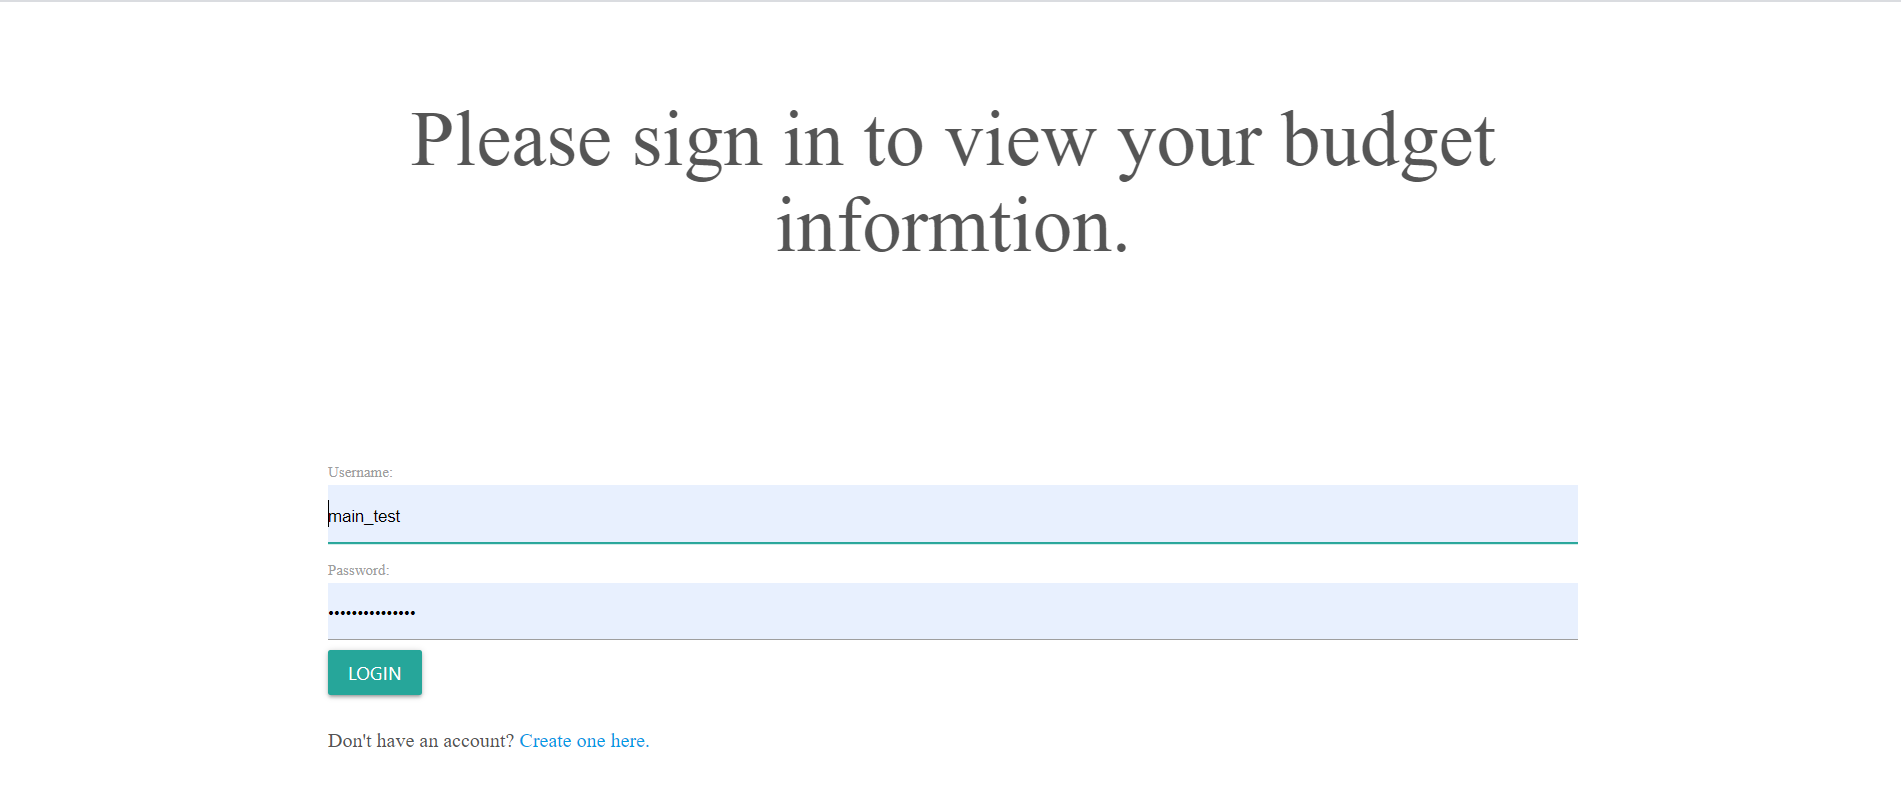 Please sign in to view your budget
informtion.
Username:
main_test
Password:
•••••••••••••••
LOGIN
Don't have an account? Create one here.